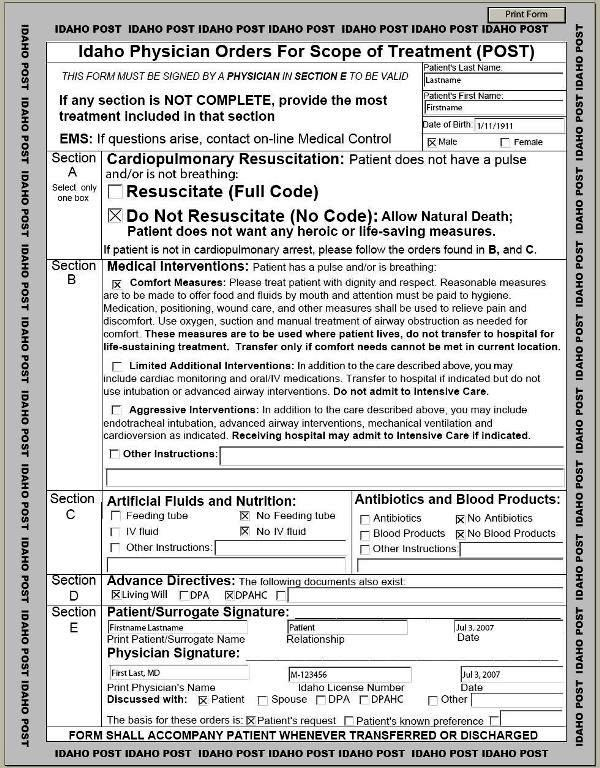 Print Form
IDAHO POST IDAHO POST IDAHO POST IDAHO POST IDAHO POST IDAHO POST IDAHO POST
Idaho Physician Orders For Scope of Treatment (POST)
THIS FORM MUST BE SIGNED BY A PHYSICIAN IN SECTION E TO BE VALID
If any section is NOT COMPLETE, provide the most
treatment included in that section
EMS: If questions arise, contact on-line Medical Control
Patient's Last Name:
Lastname
Patient's First Name:
Firstname
Date of Birth: 1/11/1911
Male Female
Section
A
Select only
one box
Cardiopulmonary Resuscitation: Patient does not have a pulse
and/or is not breathing:
Resuscitate (Full Code)
Do Not Resuscitate (No Code): Allow Natural Death;
Patient does not want any heroic or life-saving measures.
If patient is not in cardiopulmonary arrest, please follow the orders found in B, and C.
Section
B
Medical Interventions: Patient has a pulse and/or is breathing:
Comfort Measures: Please treat patient with dignity and respect. Reasonable measures
are to be made to offer food and fluids by mouth and attention must be paid to hygiene.
Medication, positioning, wound care, and other measures shall be used to relieve pain and
discomfort. Use oxygen, suction and manual treatment of airway obstruction as needed for
comfort. These measures are to be used where patient lives, do not transfer to hospital for
life-sustaining treatment. Transfer only if comfort needs cannot be met in current location.
Limited Additional Interventions: In addition to the care described above, you may
include cardiac monitoring and oral/IV medications. Transfer to hospital if indicated but do not
use intubation or advanced airway interventions. Do not admit to Intensive Care.
Aggressive Interventions: In addition to the care described above, you may include
endotracheal intubation, advanced airway interventions, mechanical ventilation and
cardioversion as indicated. Receiving hospital may admit to Intensive Care if indicated.
Other Instructions:
Section
C
Artificial Fluids and Nutrition:
Feeding tube No Feeding tube
IV fluid No IV fluid
Other Instructions:
Antibiotics and Blood Products:
Antibiotics No Antibiotics
Blood Products No Blood Products
Other Instructions:
Section
D
Advance Directives: The following documents also exist:
Living Will DPA DPAHC
Section
E
Patient/Surrogate Signature:
Firstname Lastname Patient Jul 3, 2007
Print Patient/Surrogate Name Relationship Date
Physician Signature:
First Last, MD M-123456 Jul 3, 2007
Print Physician's Name Idaho License Number Date
Discussed with: Patient Spouse DPA DPAHC Other
The basis for these orders is: Patient's request Patient's known preference
FORM SHALL ACCOMPANY PATIENT WHENEVER TRANSFERRED OR DISCHARGED
IDAHO POST IDAHO POST IDAHO POST IDAHO POST IDAHO POST IDAHO POST IDAHO POST
IDAHO POST IDAHO POST IDAHO POST IDAHO POST IDAHO POST IDAHO POST IDAHO POST IDAHO POST IDAHO POST
IDAHO POST IDAHO POST IDAHO POST IDAHO POST IDAHO POST IDAHO POST IDAHO POST IDAHO POST IDAHO POST